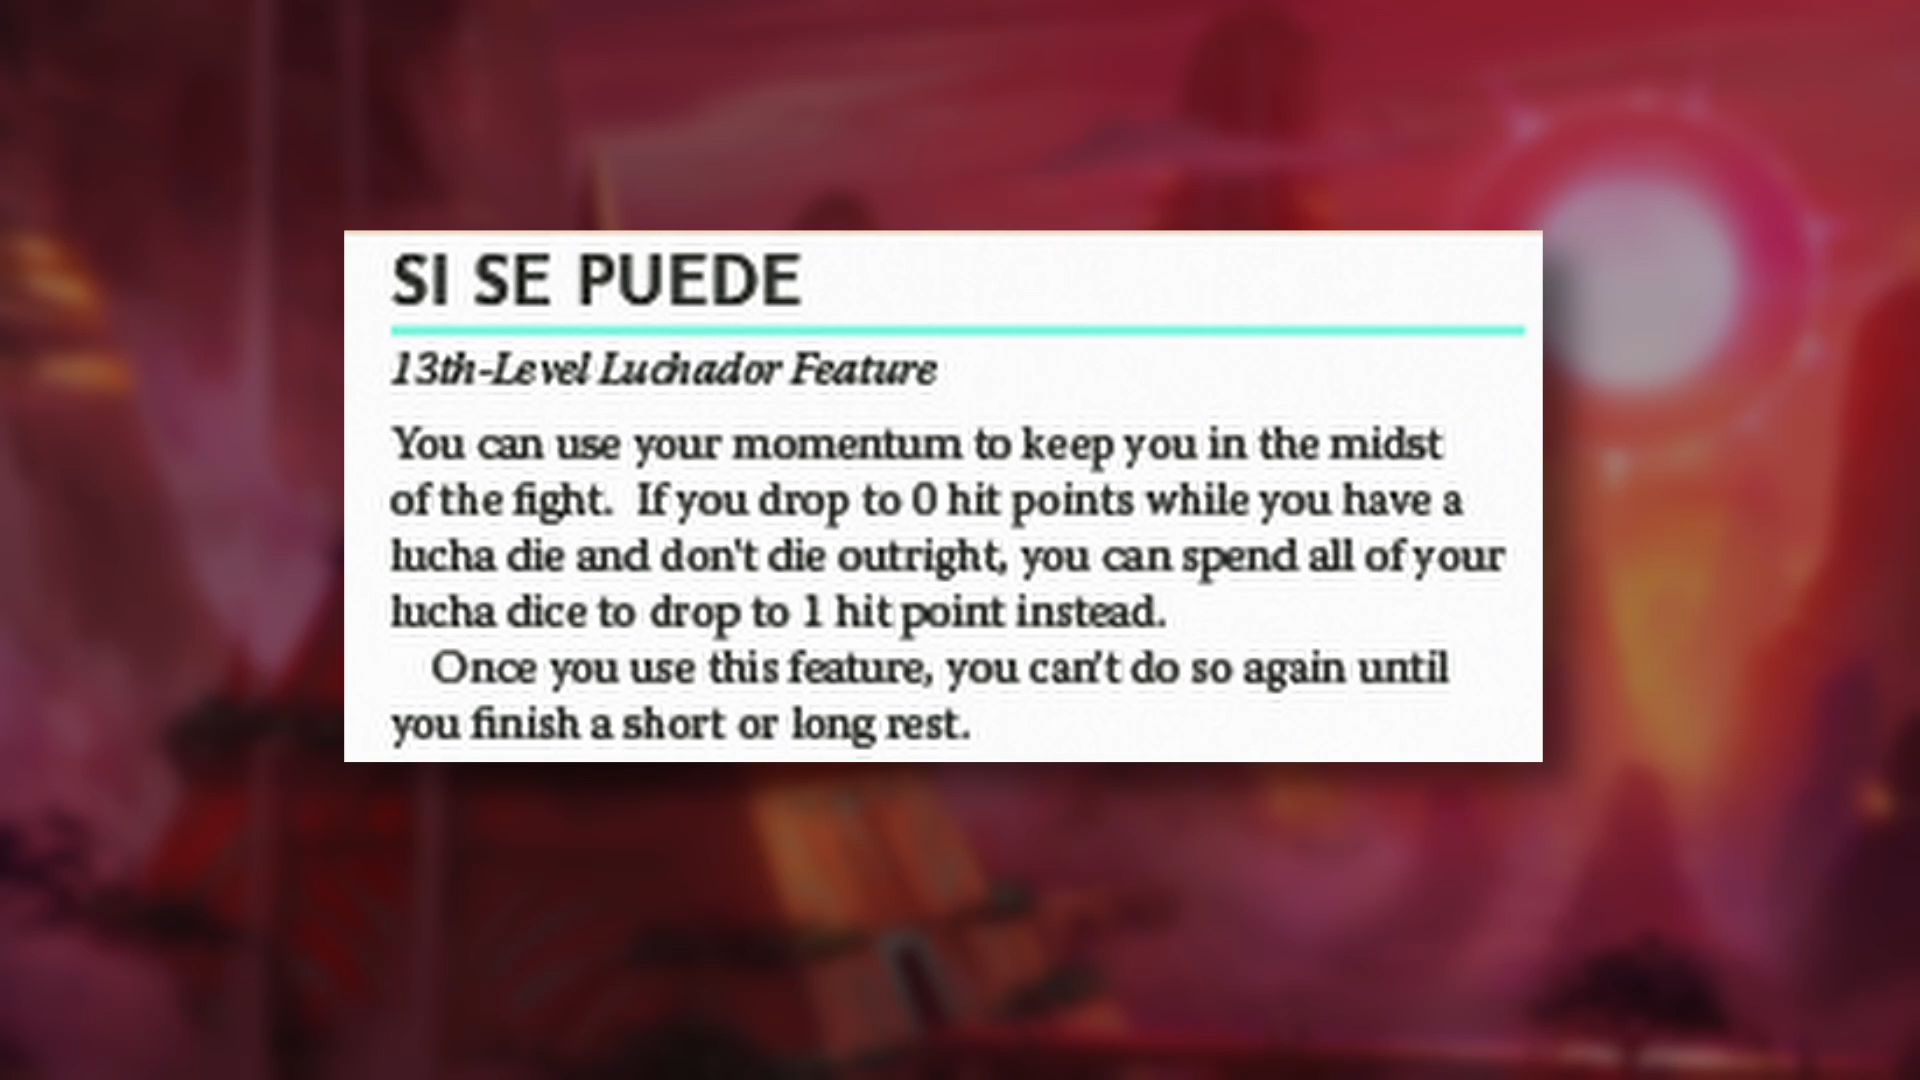 SI SE PUEDE
13th-Level Luchador Feature
You can use your momentum to keep you in the midst
of the fight.  If you drop to 0 hit points while you have a
lucha die and don't die outright, you can spend all of your
lucha dice to drop to 1 hit point instead.
Once you use this feature, you can’t do so again until
you finish a short or long rest.